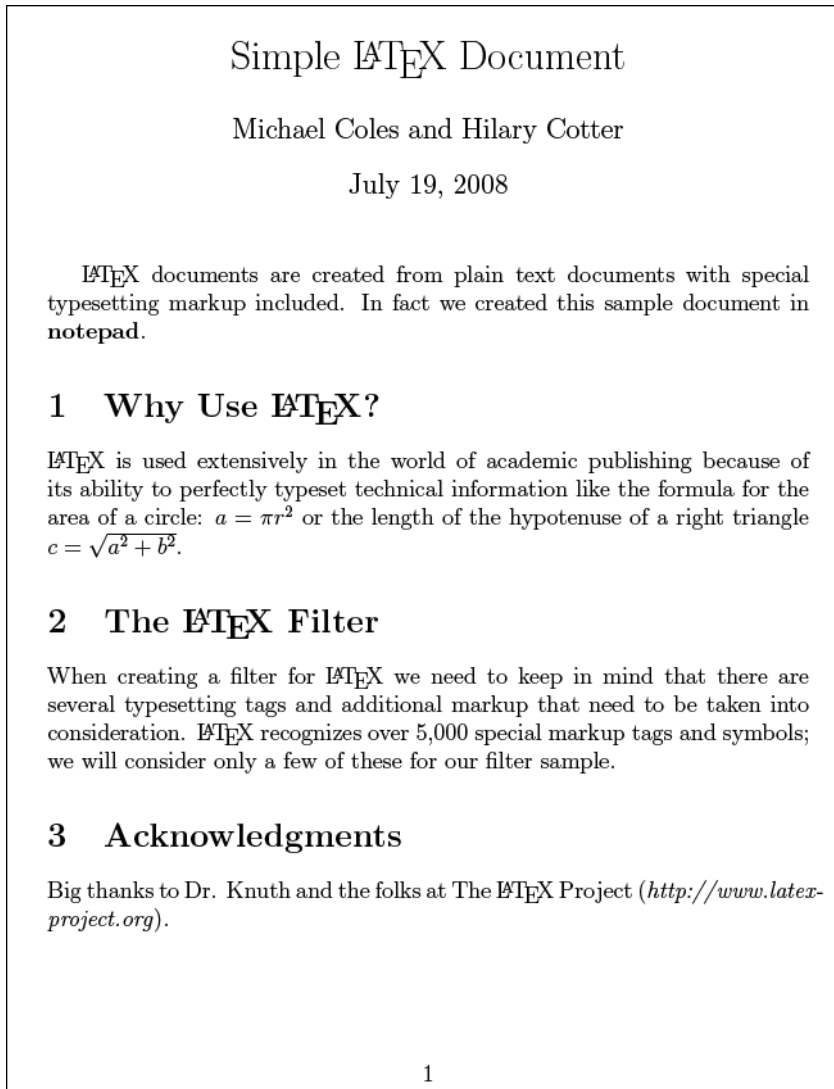 Simple LATEX Document
Michael Coles and Hilary Cotter
July 19, 2008
LATEX documents are created from plain text documents with special
typesetting markup included. In fact we created this sample document in
notepad.
1 Why Use LATEX?
LATEX is used extensively in the world of academic publishing because of
its ability to perfectly typeset technical information like the formula for the
area of a circle: a = πr² or the length of the hypotenuse of a right triangle
c = √(a² + b²).
2 The LATEX Filter
When creating a filter for LATEX we need to keep in mind that there are
several typesetting tags and additional markup that need to be taken into
consideration. LATEX recognizes over 5,000 special markup tags and symbols;
we will consider only a few of these for our filter sample.
3 Acknowledgments
Big thanks to Dr. Knuth and the folks at The LATEX Project (http://www.latex-
project.org).
1